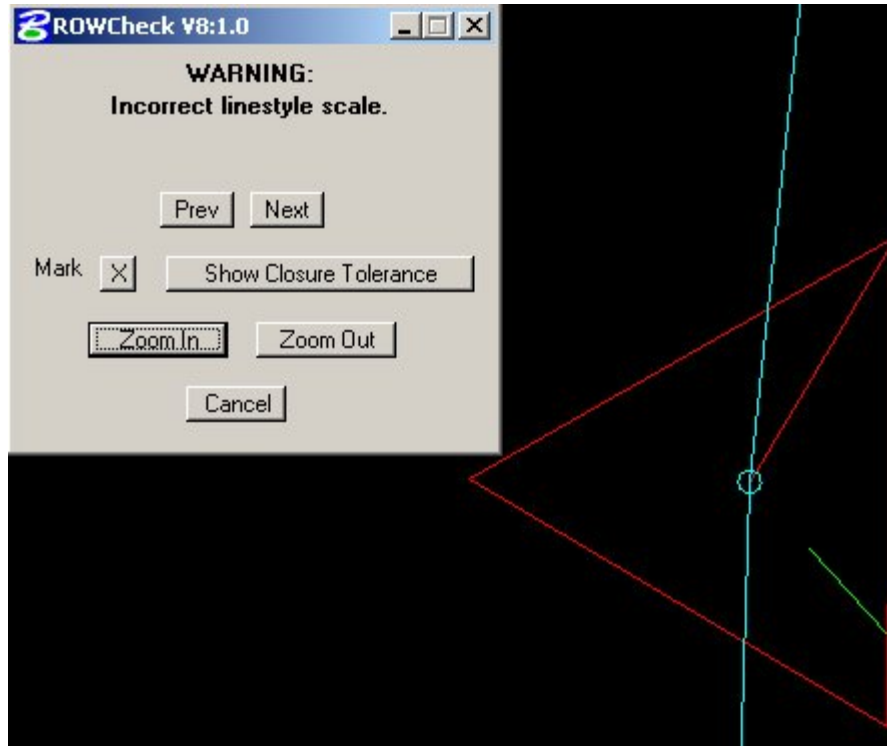 ROWCheck V8:1.0
WARNING:
Incorrect linestyle scale.
Prev Next
Mark X Show Closure Tolerance
Zoom In Zoom Out
Cancel